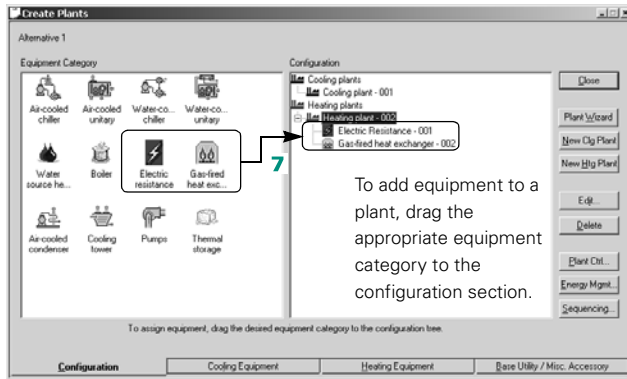 Create Plants
Alternative 1
Equipment Category
Configuration
Air-cooled chiller
Air-cooled unitary
Water-co... chiller
Water-co... unitary
Water source he...
Boiler
Electric resistance
Gas-fired heat exc...
Air-cooled condenser
Cooling tower
Pumps
Thermal storage
7
Cooling plants
Cooling plant - 001
Heating plants
Heating plant - 002
Electric Resistance - 001
Gas-fired heat exchanger - 002
To add equipment to a
plant, drag the
appropriate equipment
category to the
configuration section.
Close
Plant Wizard
New Clg Plant
New Htg Plant
Edit...
Delete
Plant Ctrl...
Energy Mgmt...
Sequencing...
To assign equipment, drag the desired equipment category to the configuration tree.
Configuration
Cooling Equipment
Heating Equipment
Base Utility / Misc. Accessory